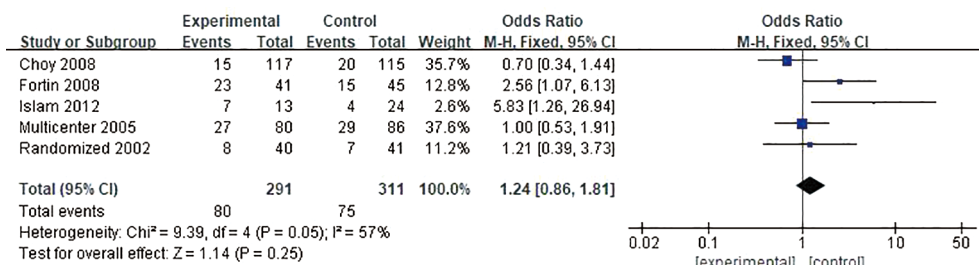 Experimental Control Odds Ratio Odds Ratio
Study or Subgroup Events Total Events Total Weight M-H, Fixed, 95% CI M-H, Fixed, 95% CI
Choy 2008 15 117 20 115 35.7% 0.70 [0.34, 1.44]
Fortin 2008 23 41 15 45 12.8% 2.56 [1.07, 6.13]
Islam 2012 7 13 4 24 2.6% 5.83 [1.26, 26.94]
Multicenter 2005 27 80 29 86 37.6% 1.00 [0.53, 1.91]
Randomized 2002 8 40 7 41 11.2% 1.21 [0.39, 3.73]
Total (95% CI) 291 311 100.0% 1.24 [0.86, 1.81]
Total events 80 75
Heterogeneity: Chi² = 9.39, df = 4 (P = 0.05); I² = 57%
Test for overall effect: Z = 1.14 (P = 0.25)
0.02 0.1 1 10 50
[experimental] [control]